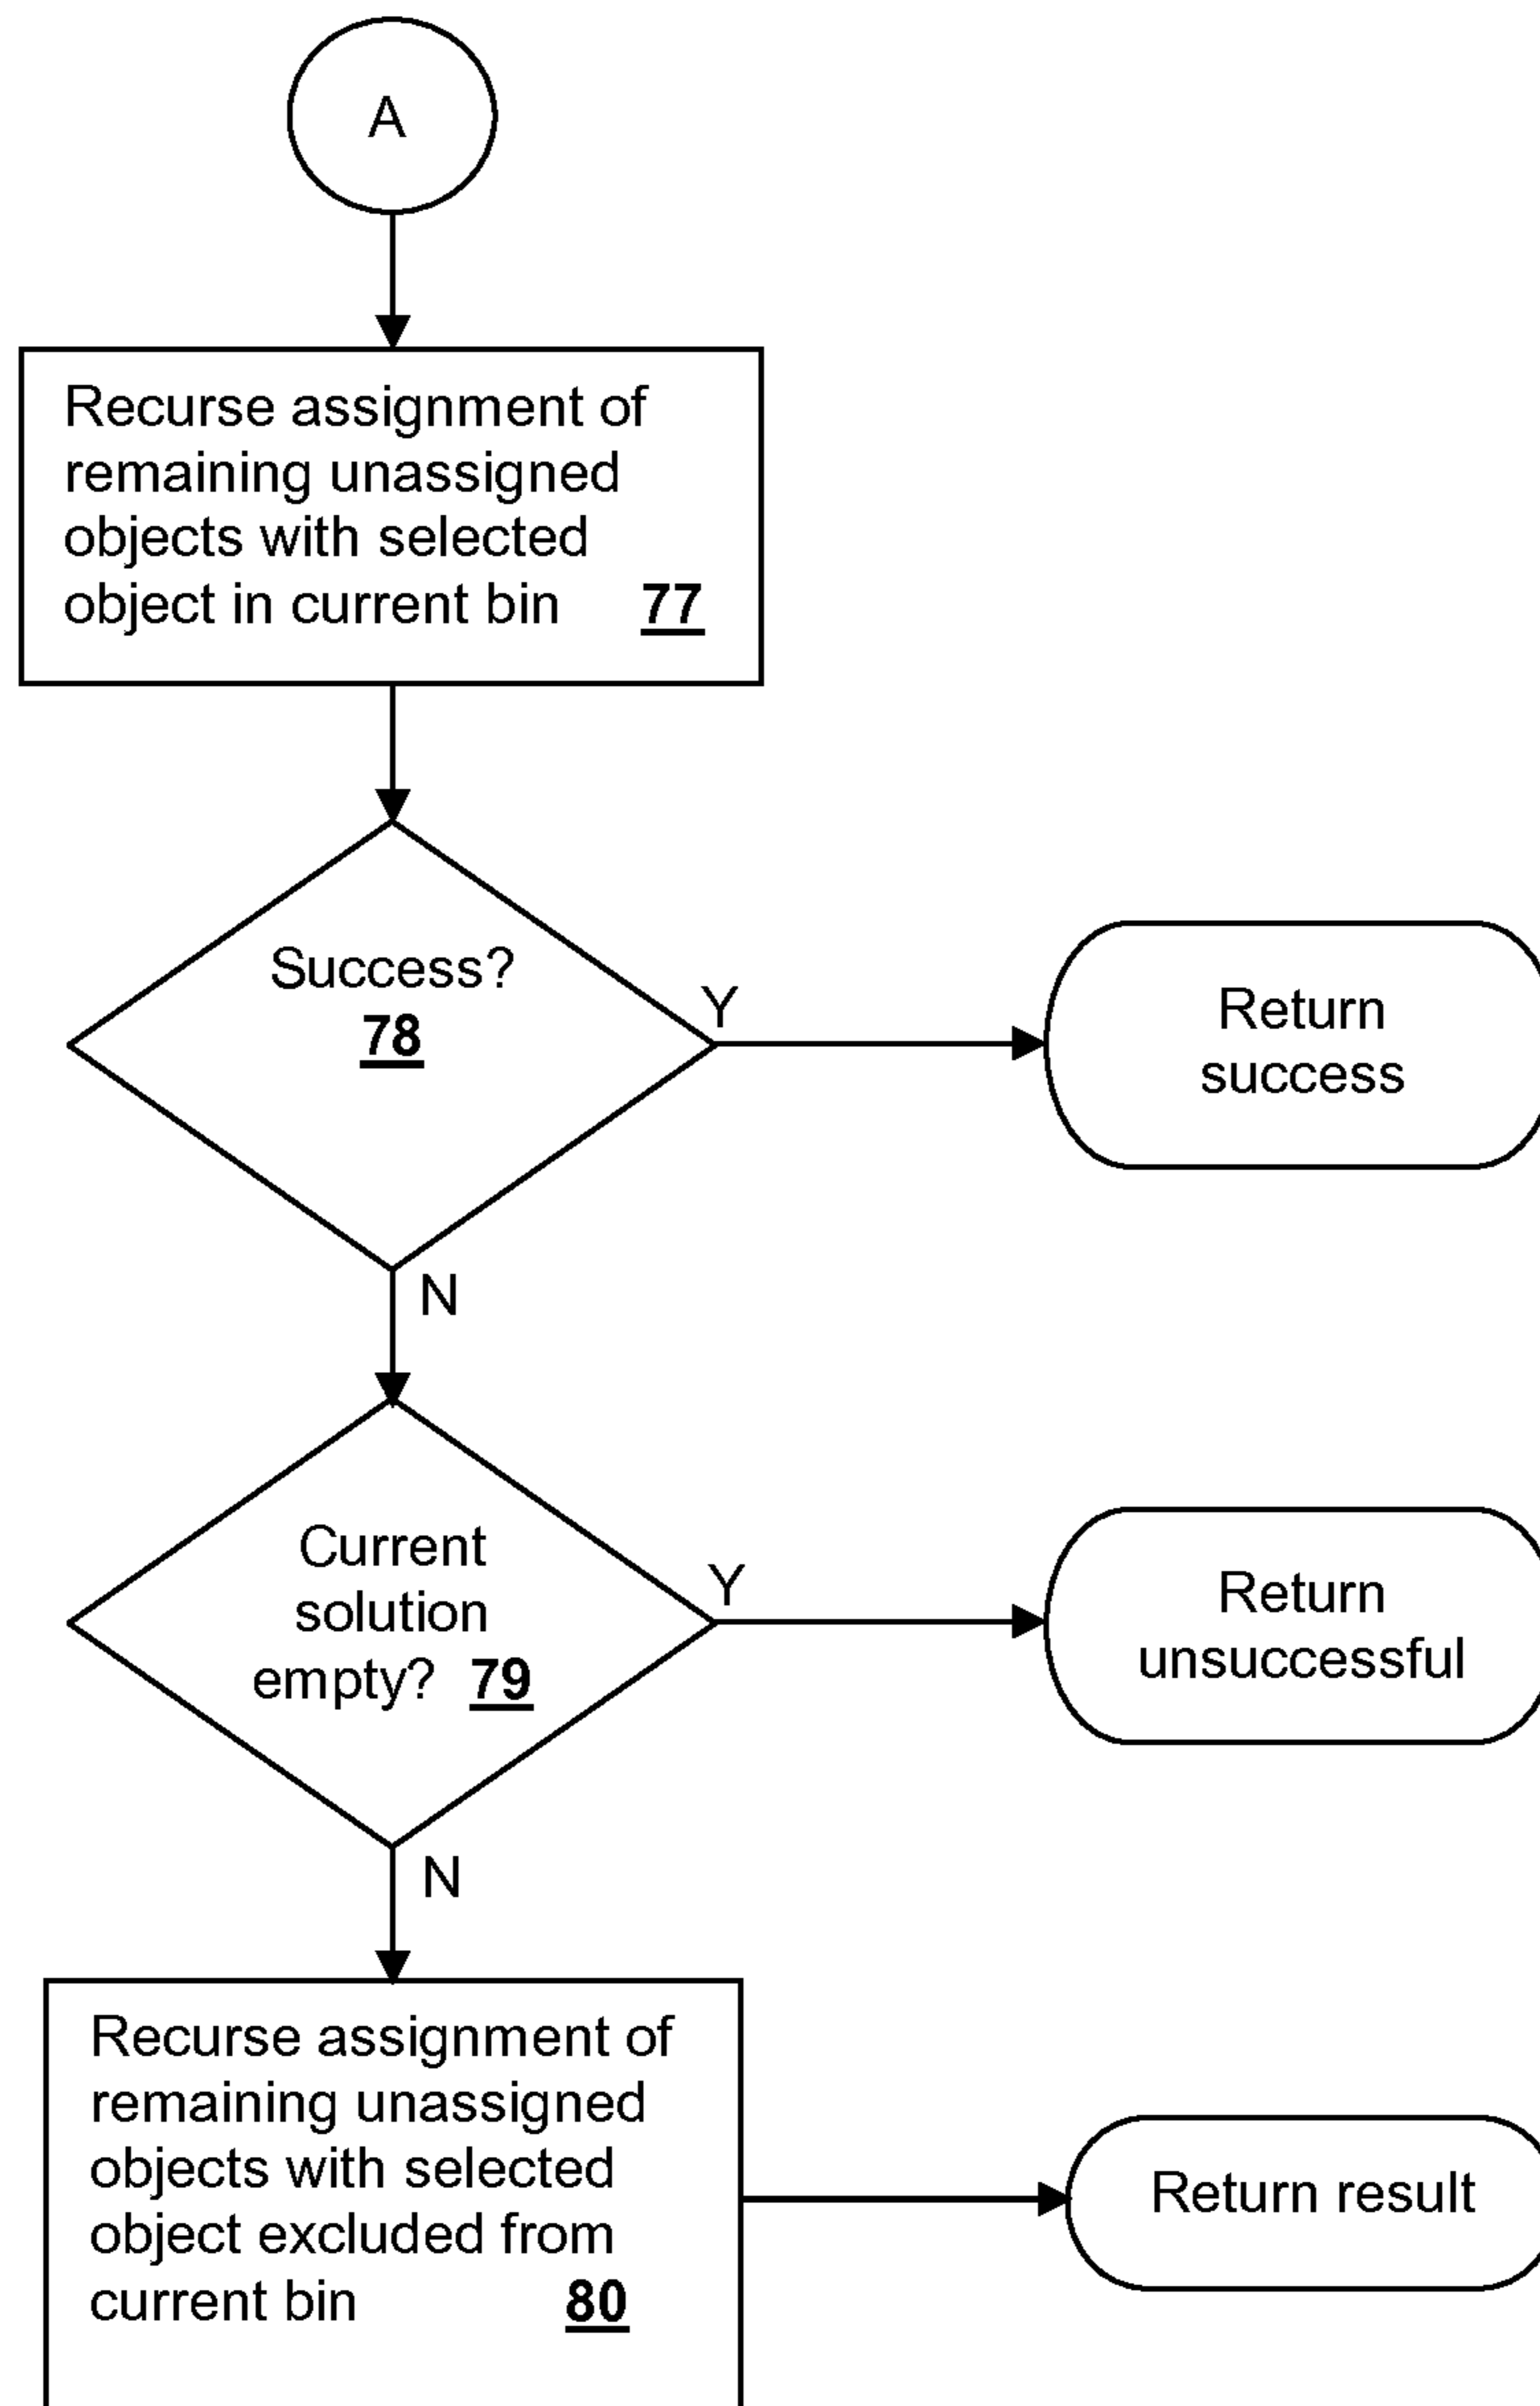 A
Recurse assignment of
remaining unassigned
objects with selected
object in current bin 77
Success?
78
Y
Return
success
N
Current
solution
empty? 79
Y
Return
unsuccessful
N
Recurse assignment of
remaining unassigned
objects with selected
object excluded from
current bin 80
Return result